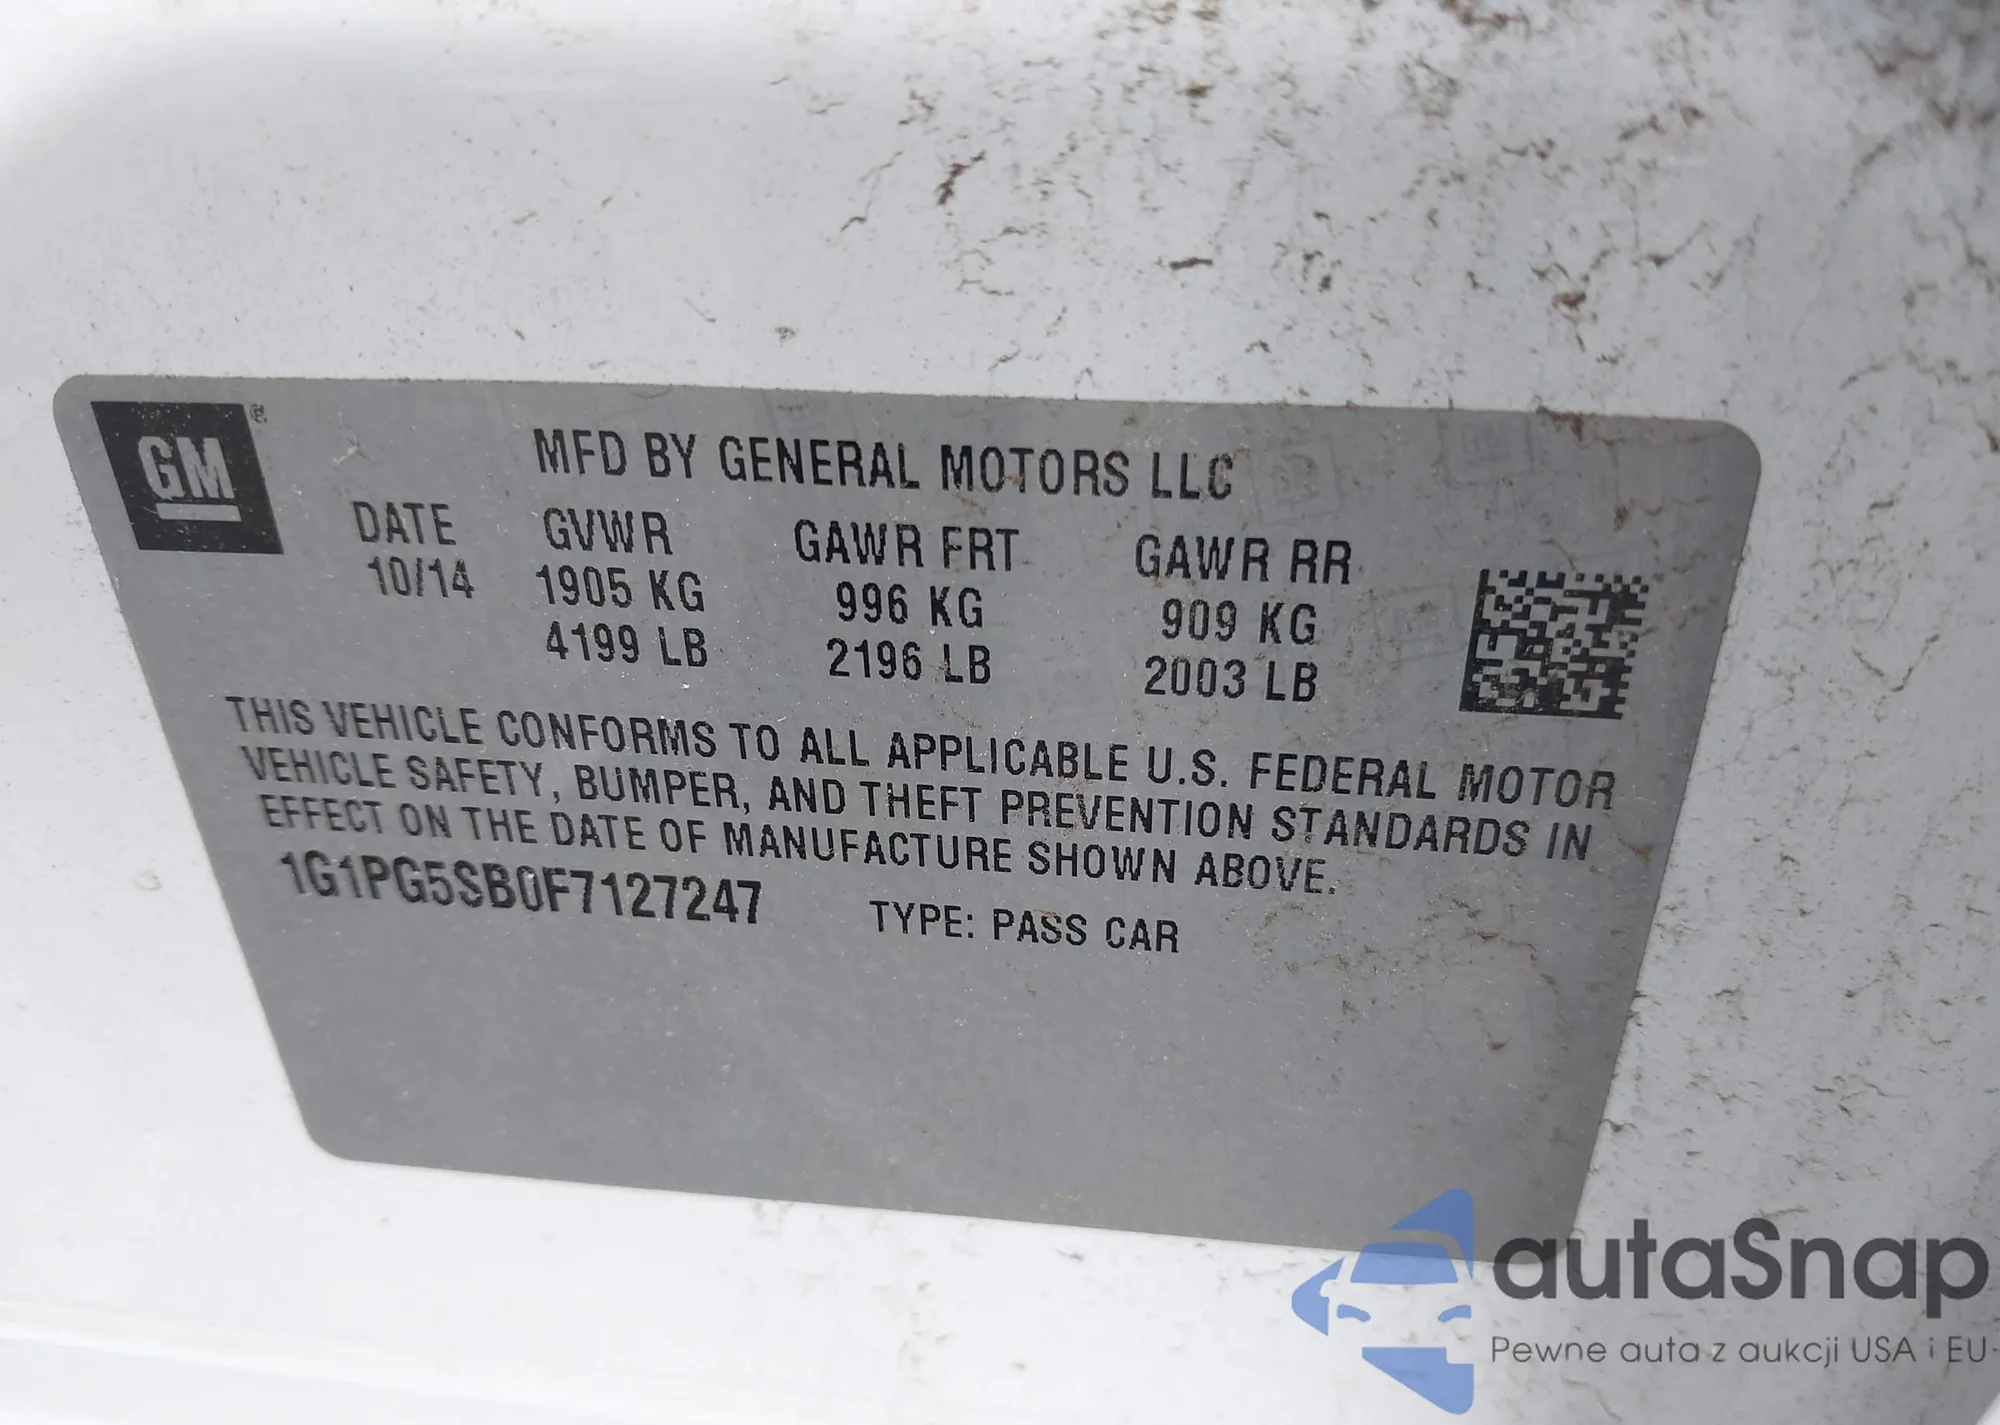 GM
MFD BY GENERAL MOTORS LLC
DATE GVWR GAWR FRT GAWR RR
10/14 1905 KG 996 KG 909 KG
4199 LB 2196 LB 2003 LB
THIS VEHICLE CONFORMS TO ALL APPLICABLE U.S. FEDERAL MOTOR
VEHICLE SAFETY, BUMPER, AND THEFT PREVENTION STANDARDS IN
EFFECT ON THE DATE OF MANUFACTURE SHOWN ABOVE.
1G1PG5SB0F7127247 TYPE: PASS CAR
autaSnap
Pewne auta z aukcji USA i EU